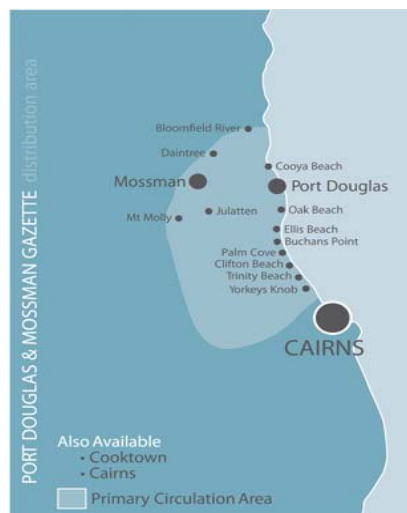 PORT DOUGLAS & MOSSMAN GAZETTE distribution area
Bloomfield River
Daintree
Cooya Beach
Mossman
Port Douglas
Mt Molly
Julatten
Oak Beach
Ellis Beach
Buchans Point
Palm Cove
Clifton Beach
Trinity Beach
Yorkeys Knob
CAIRNS
Also Available
• Cooktown
• Cairns
Primary Circulation Area